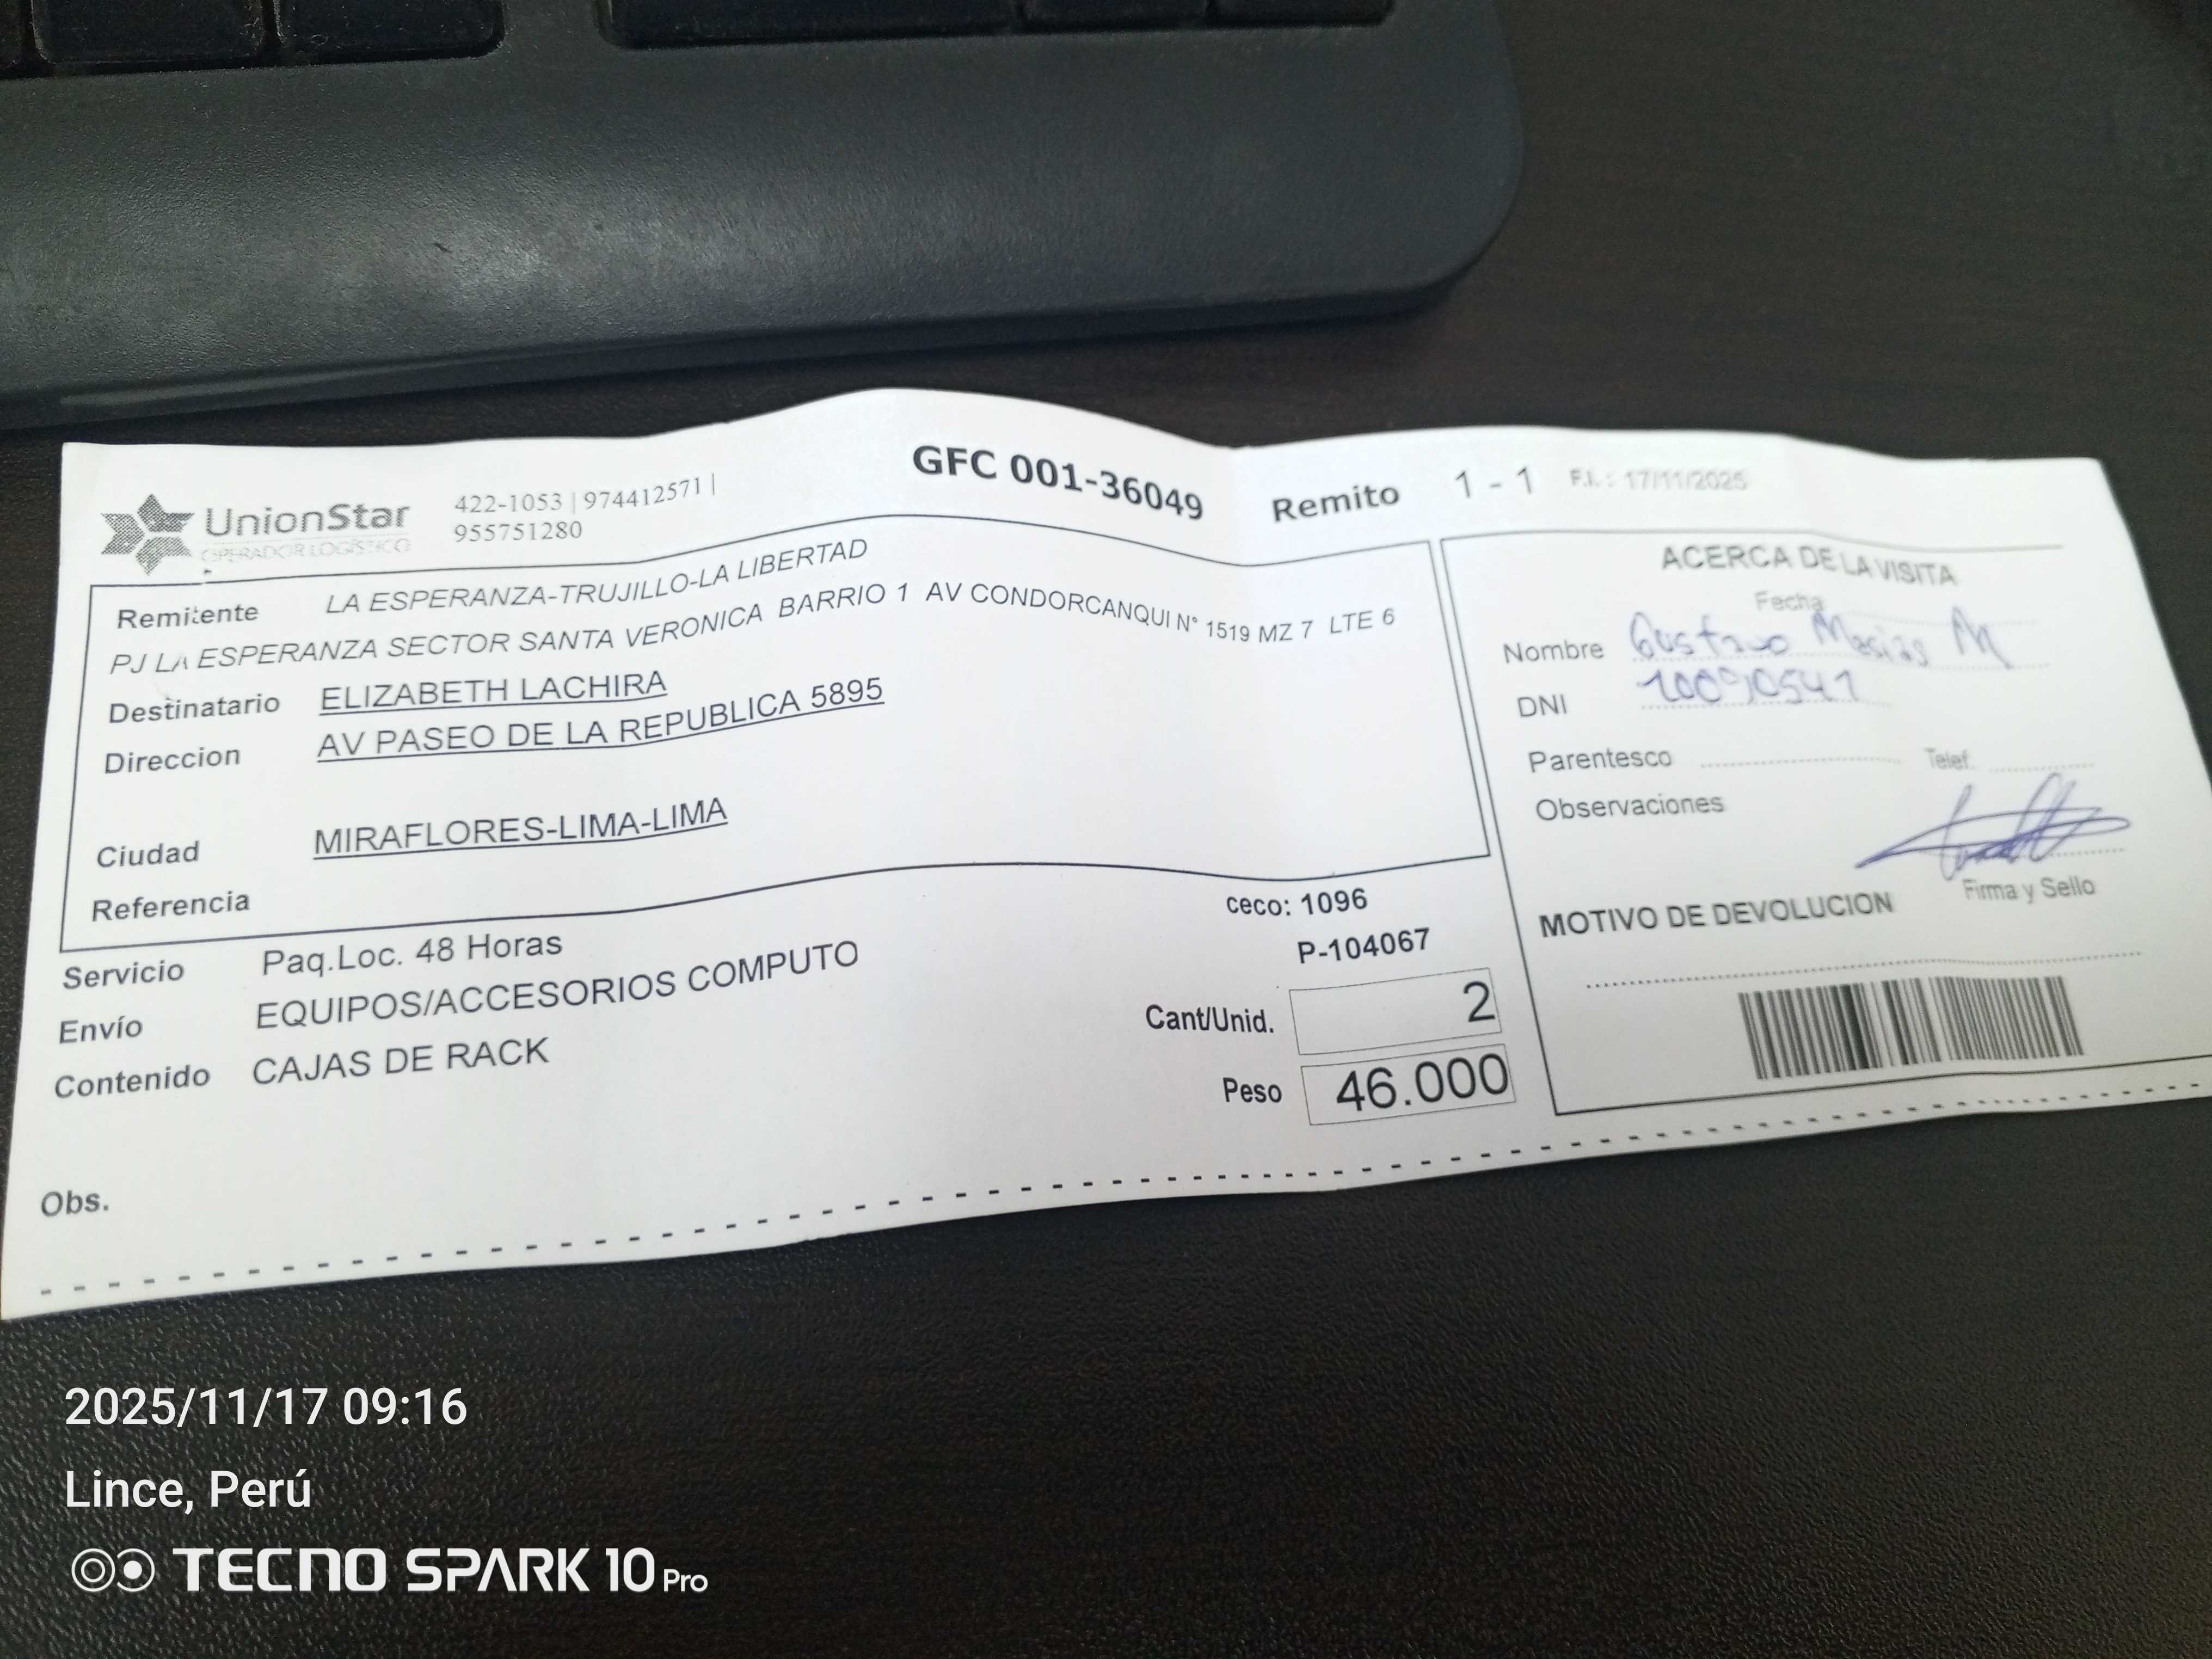 UnionStar
OPERADOR LOGÍSTICO
422-1053 | 974412571 |
955751280
GFC 001-36049
Remito 1 - 1 F.I. : 17/11/2025
Remitente LA ESPERANZA-TRUJILLO-LA LIBERTAD
PJ LA ESPERANZA SECTOR SANTA VERONICA BARRIO 1 AV CONDORCANQUI N° 1519 MZ 7 LTE 6
Destinatario ELIZABETH LACHIRA
Direccion AV PASEO DE LA REPUBLICA 5895
Ciudad MIRAFLORES-LIMA-LIMA
Referencia
Servicio Paq.Loc. 48 Horas
Envío EQUIPOS/ACCESORIOS COMPUTO
Contenido CAJAS DE RACK
ceco: 1096
P-104067
Cant/Unid. 2
Peso 46.000
Obs.
ACERCA DE LA VISITA
Fecha
Nombre Gustavo Masias M
DNI
Parentesco Telef.
Observaciones
Firma y Sello
MOTIVO DE DEVOLUCION
2025/11/17 09:16
Lince, Perú
TECNO SPARK 10 Pro